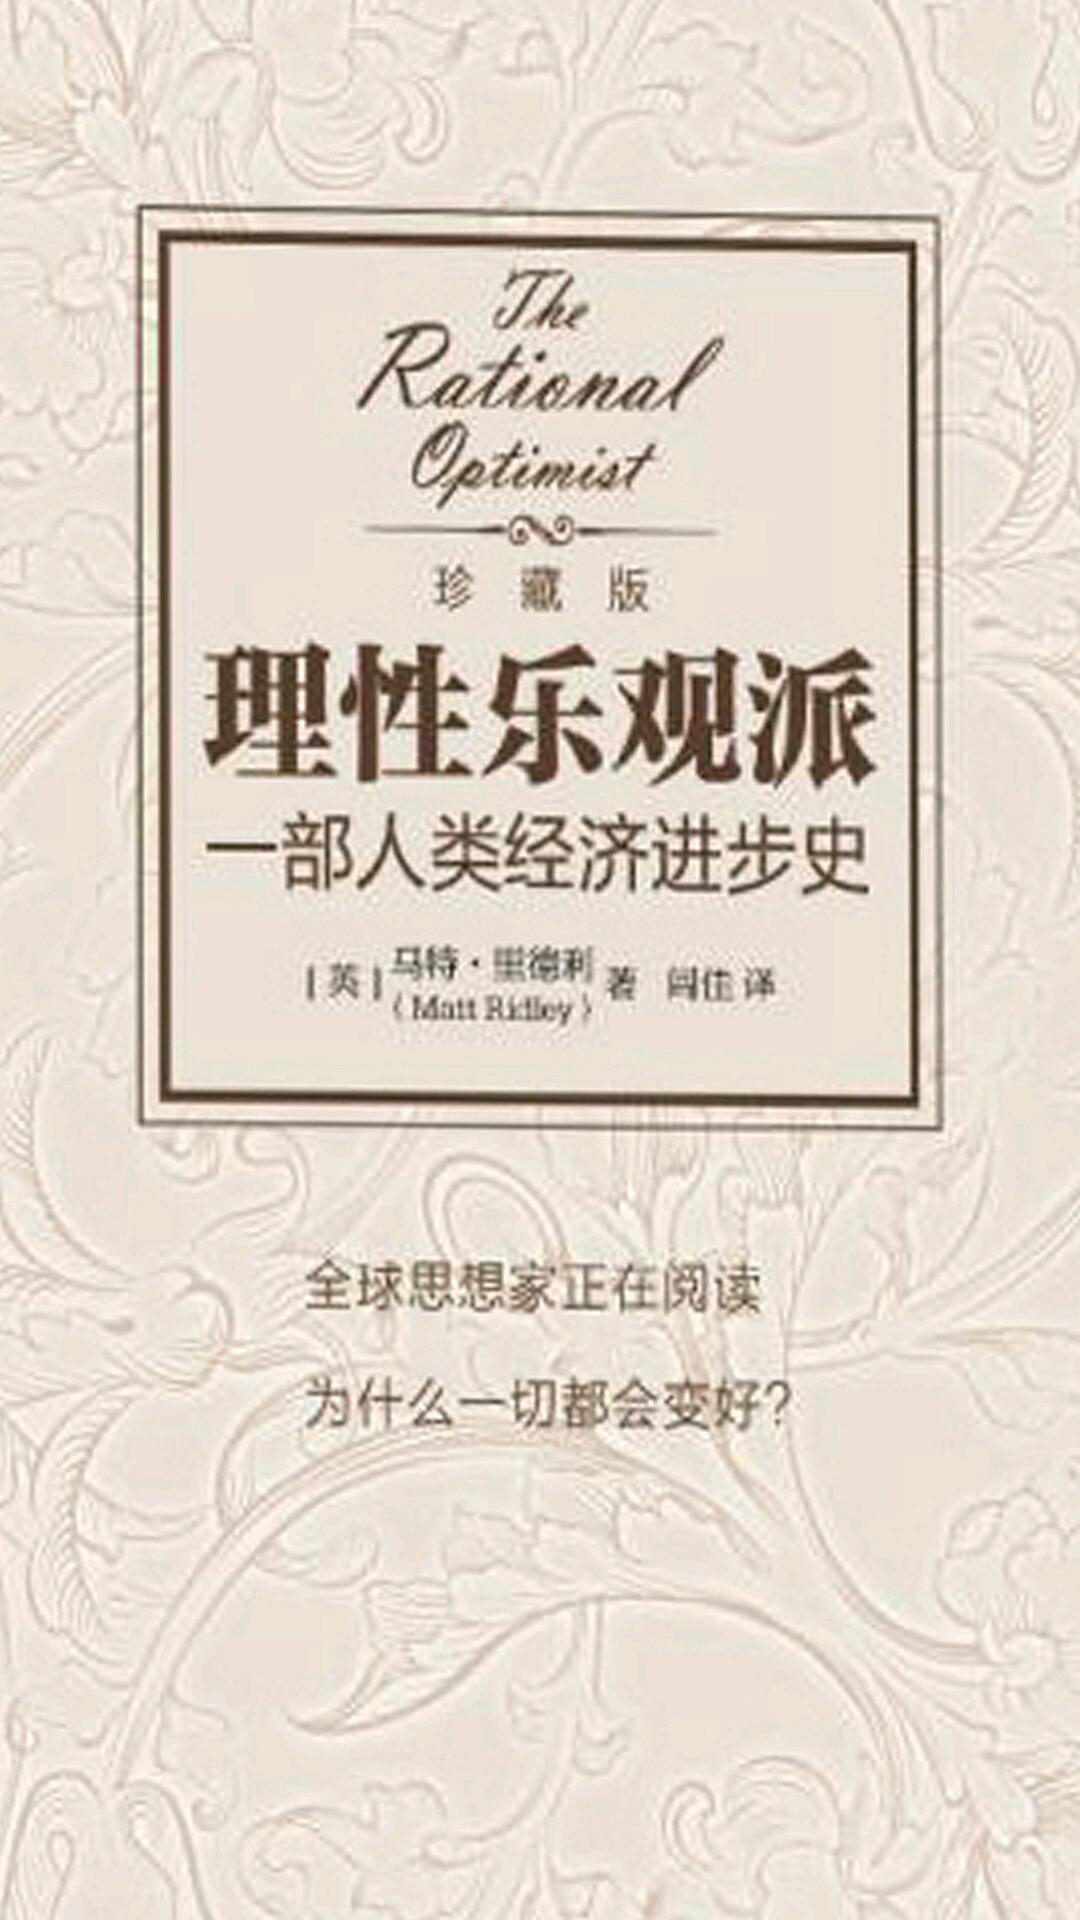 The
Rational
Optimist
珍藏版
理性乐观派
一部人类经济进步史
[英] 马特·里德利 著 闾佳 译
(Matt Ridley)
全球思想家正在阅读
为什么一切都会变好?